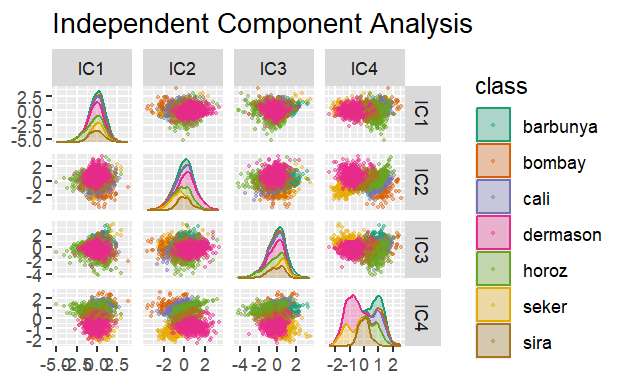 Independent Component Analysis
IC1 IC2 IC3 IC4
2.5
0.0
-2.5
-5.0
IC1
2
0
-2
IC2
2
0
-2
-4
IC3
2
1
0
-1
-2
IC4
-5.0 -2.5 0.0 2.5 -2 0 2 -4 -2 0 2 -2 -1 0 1 2
class
barbunya
bombay
cali
dermason
horoz
seker
sira